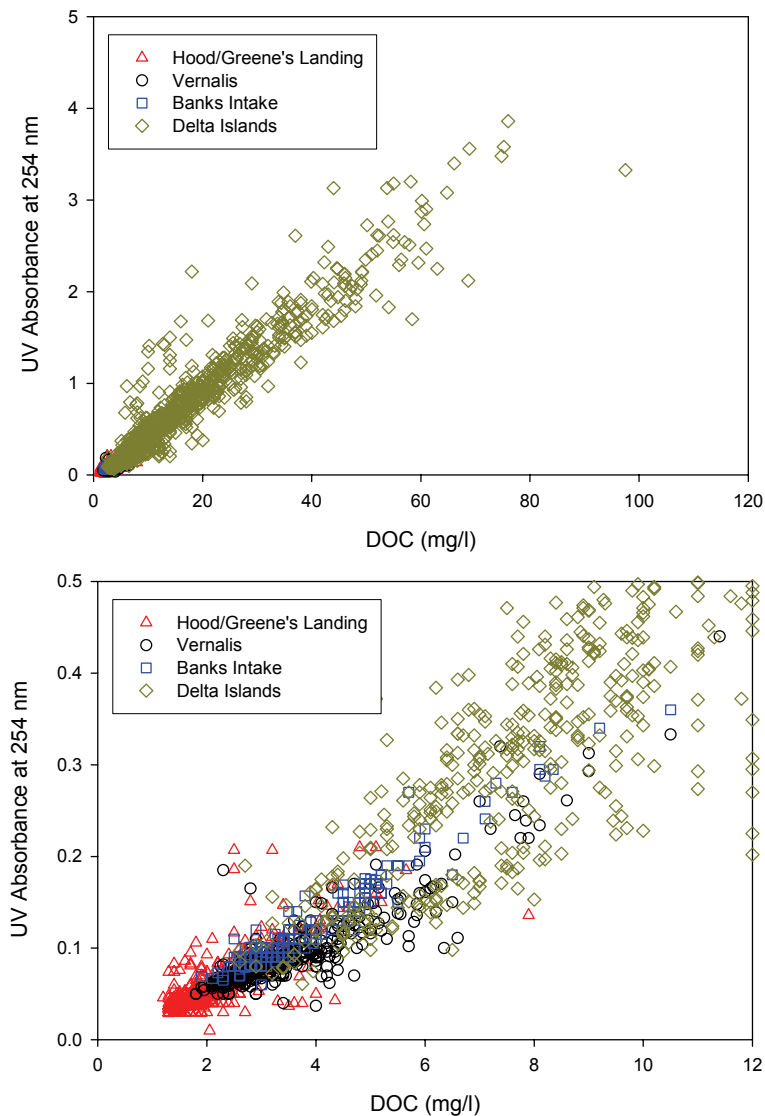 5
Hood/Greene's Landing
Vernalis
Banks Intake
Delta Islands
4
3
2
1
0
UV Absorbance at 254 nm
0 20 40 60 80 100 120
DOC (mg/l)
0.5
Hood/Greene's Landing
Vernalis
Banks Intake
Delta Islands
0.4
0.3
0.2
0.1
0.0
UV Absorbance at 254 nm
0 2 4 6 8 10 12
DOC (mg/l)